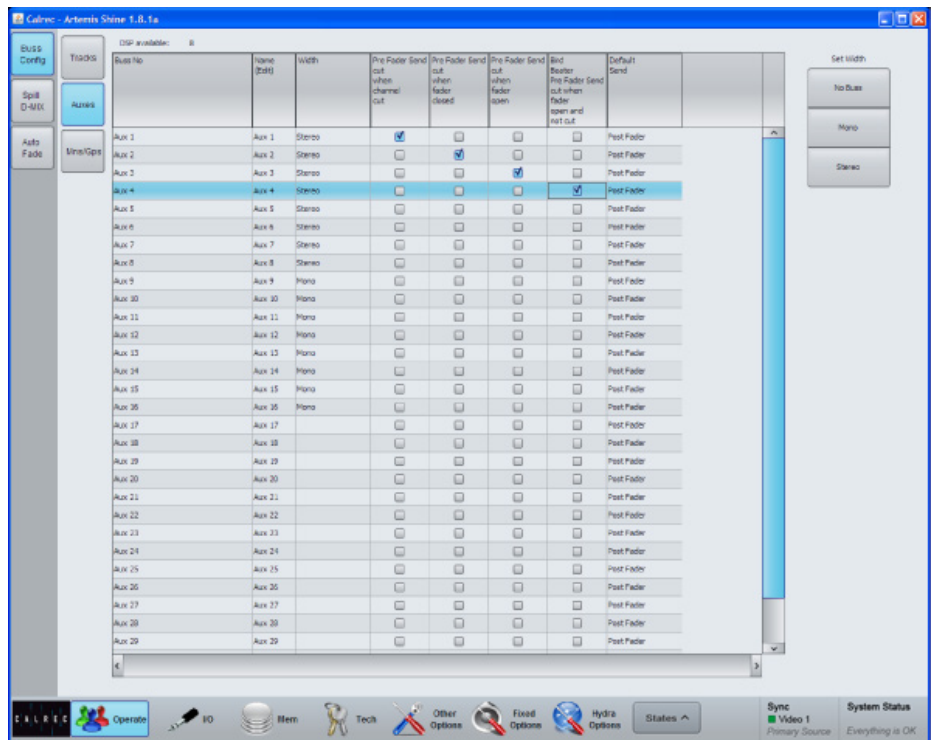 Calrec - Artemis Shine 1.8.1a
Buss Config
Spill D-MIX
Auto Fade
Tracks
Auxes
Mns/Gps
DSP available: 8
Buss No
Name (Edit)
Width
Pre Fader Send cut when channel cut
Pre Fader Send cut when fader closed
Pre Fader Send cut when fader open
Bird Beater Pre Fader Send cut when fader open and not cut
Default Send
Aux 1 Aux 1 Stereo Post Fader
Aux 2 Aux 2 Stereo Post Fader
Aux 3 Aux 3 Stereo Post Fader
Aux 4 Aux 4 Stereo Post Fader
Aux 5 Aux 5 Stereo Post Fader
Aux 6 Aux 6 Stereo Post Fader
Aux 7 Aux 7 Stereo Post Fader
Aux 8 Aux 8 Stereo Post Fader
Aux 9 Aux 9 Mono Post Fader
Aux 10 Aux 10 Mono Post Fader
Aux 11 Aux 11 Mono Post Fader
Aux 12 Aux 12 Mono Post Fader
Aux 13 Aux 13 Mono Post Fader
Aux 14 Aux 14 Mono Post Fader
Aux 15 Aux 15 Mono Post Fader
Aux 16 Aux 16 Mono Post Fader
Aux 17 Aux 17 Post Fader
Aux 18 Aux 18 Post Fader
Aux 19 Aux 19 Post Fader
Aux 20 Aux 20 Post Fader
Aux 21 Aux 21 Post Fader
Aux 22 Aux 22 Post Fader
Aux 23 Aux 23 Post Fader
Aux 24 Aux 24 Post Fader
Aux 25 Aux 25 Post Fader
Aux 26 Aux 26 Post Fader
Aux 27 Aux 27 Post Fader
Aux 28 Aux 28 Post Fader
Aux 29 Aux 29 Post Fader
Set Width
No Buss
Mono
Stereo
CALREC
Operate
IO
Mem
Tech
Other Options
Fixed Options
Hydra Options
States
Sync
Video 1
Primary Source
System Status
Everything is OK